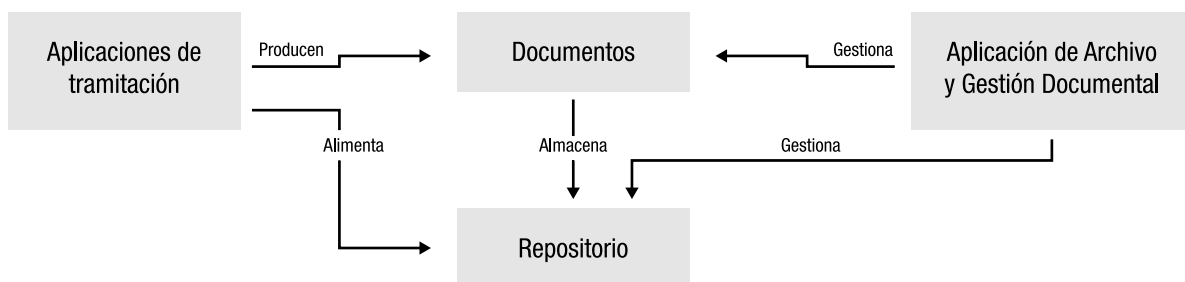 Aplicaciones de
tramitación
Producen
Documentos
Gestiona
Aplicación de Archivo
y Gestión Documental
Alimenta
Almacena
Gestiona
Repositorio